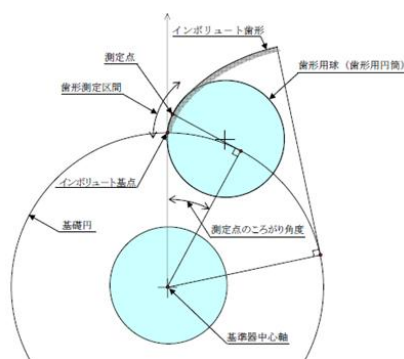 インボリュート歯形
測定点
歯形用球（歯形用円筒）
歯形測定区間
インボリュート基点
測定点のころがり角度
基礎円
基準器中心軸